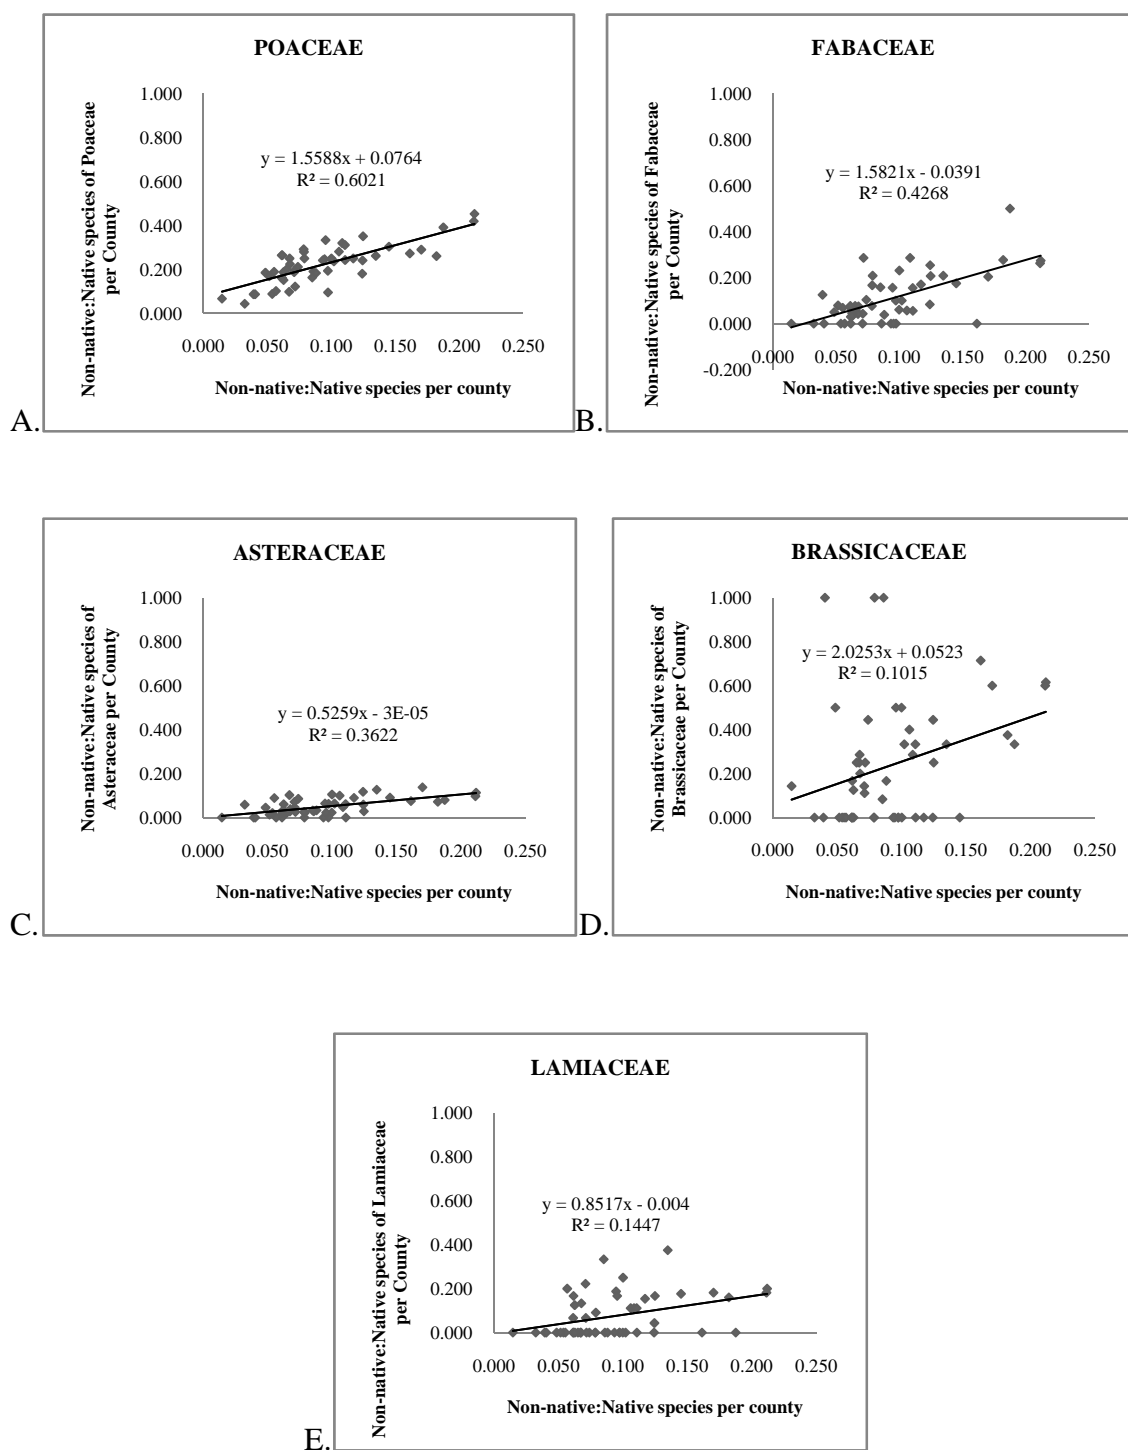 POACEAE
Non-native:Native species of Poaceae
per County
1.000
0.800
0.600
0.400
0.200
0.000
y = 1.5588x + 0.0764
R² = 0.6021
0.000 0.050 0.100 0.150 0.200 0.250
Non-native:Native species per county
A.
FABACEAE
Non-native:Native species of Fabaceae
per County
1.000
0.800
0.600
0.400
0.200
0.000
-0.200
y = 1.5821x - 0.0391
R² = 0.4268
0.000 0.050 0.100 0.150 0.200 0.250
Non-native:Native species per county
B.
ASTERACEAE
Non-native:Native species of
Asteraceae per County
1.000
0.800
0.600
0.400
0.200
0.000
y = 0.5259x - 3E-05
R² = 0.3622
0.000 0.050 0.100 0.150 0.200 0.250
Non-native:Native species per county
C.
BRASSICACEAE
Non-native:Native species of
Brassicaceae per County
1.000
0.800
0.600
0.400
0.200
0.000
y = 2.0253x + 0.0523
R² = 0.1015
0.000 0.050 0.100 0.150 0.200 0.250
Non-native:Native species per county
D.
LAMIACEAE
Non-native:Native species of Lamiaceae
per County
1.000
0.800
0.600
0.400
0.200
0.000
y = 0.8517x - 0.004
R² = 0.1447
0.000 0.050 0.100 0.150 0.200 0.250
Non-native:Native species per county
E.